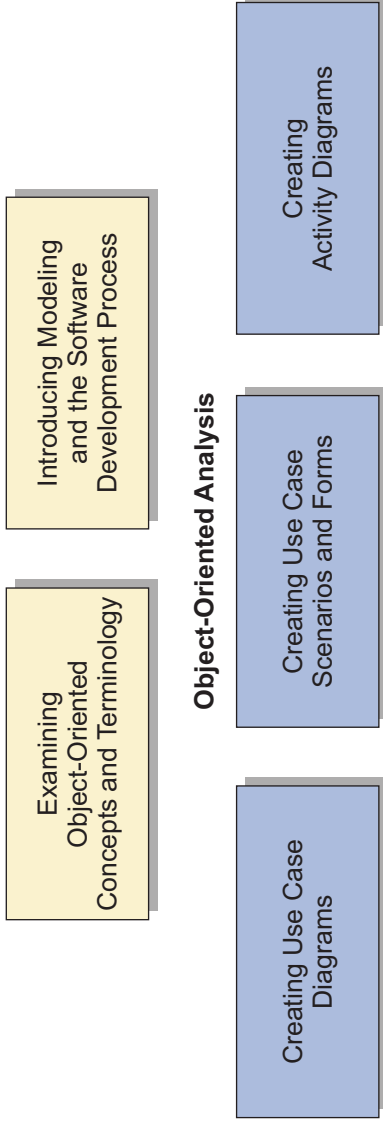 Examining
Object-Oriented
Concepts and Terminology
Introducing Modeling
and the Software
Development Process
Object-Oriented Analysis
Creating Use Case
Diagrams
Creating Use Case
Scenarios and Forms
Creating
Activity Diagrams